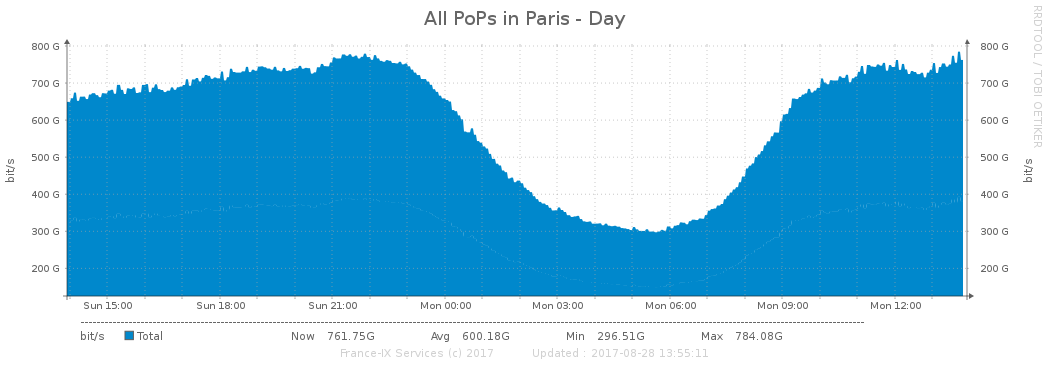 All PoPs in Paris - Day
RRDTOOL / TOBI OETIKER
800 G 800 G
700 G 700 G
600 G 600 G
500 G 500 G
400 G 400 G
300 G 300 G
200 G 200 G
bit/s bit/s
Sun 15:00 Sun 18:00 Sun 21:00 Mon 00:00 Mon 03:00 Mon 06:00 Mon 09:00 Mon 12:00
bit/s Total Now 761.75G Avg 600.18G Min 296.51G Max 784.08G
France-IX Services (c) 2017 Updated : 2017-08-28 13:55:11